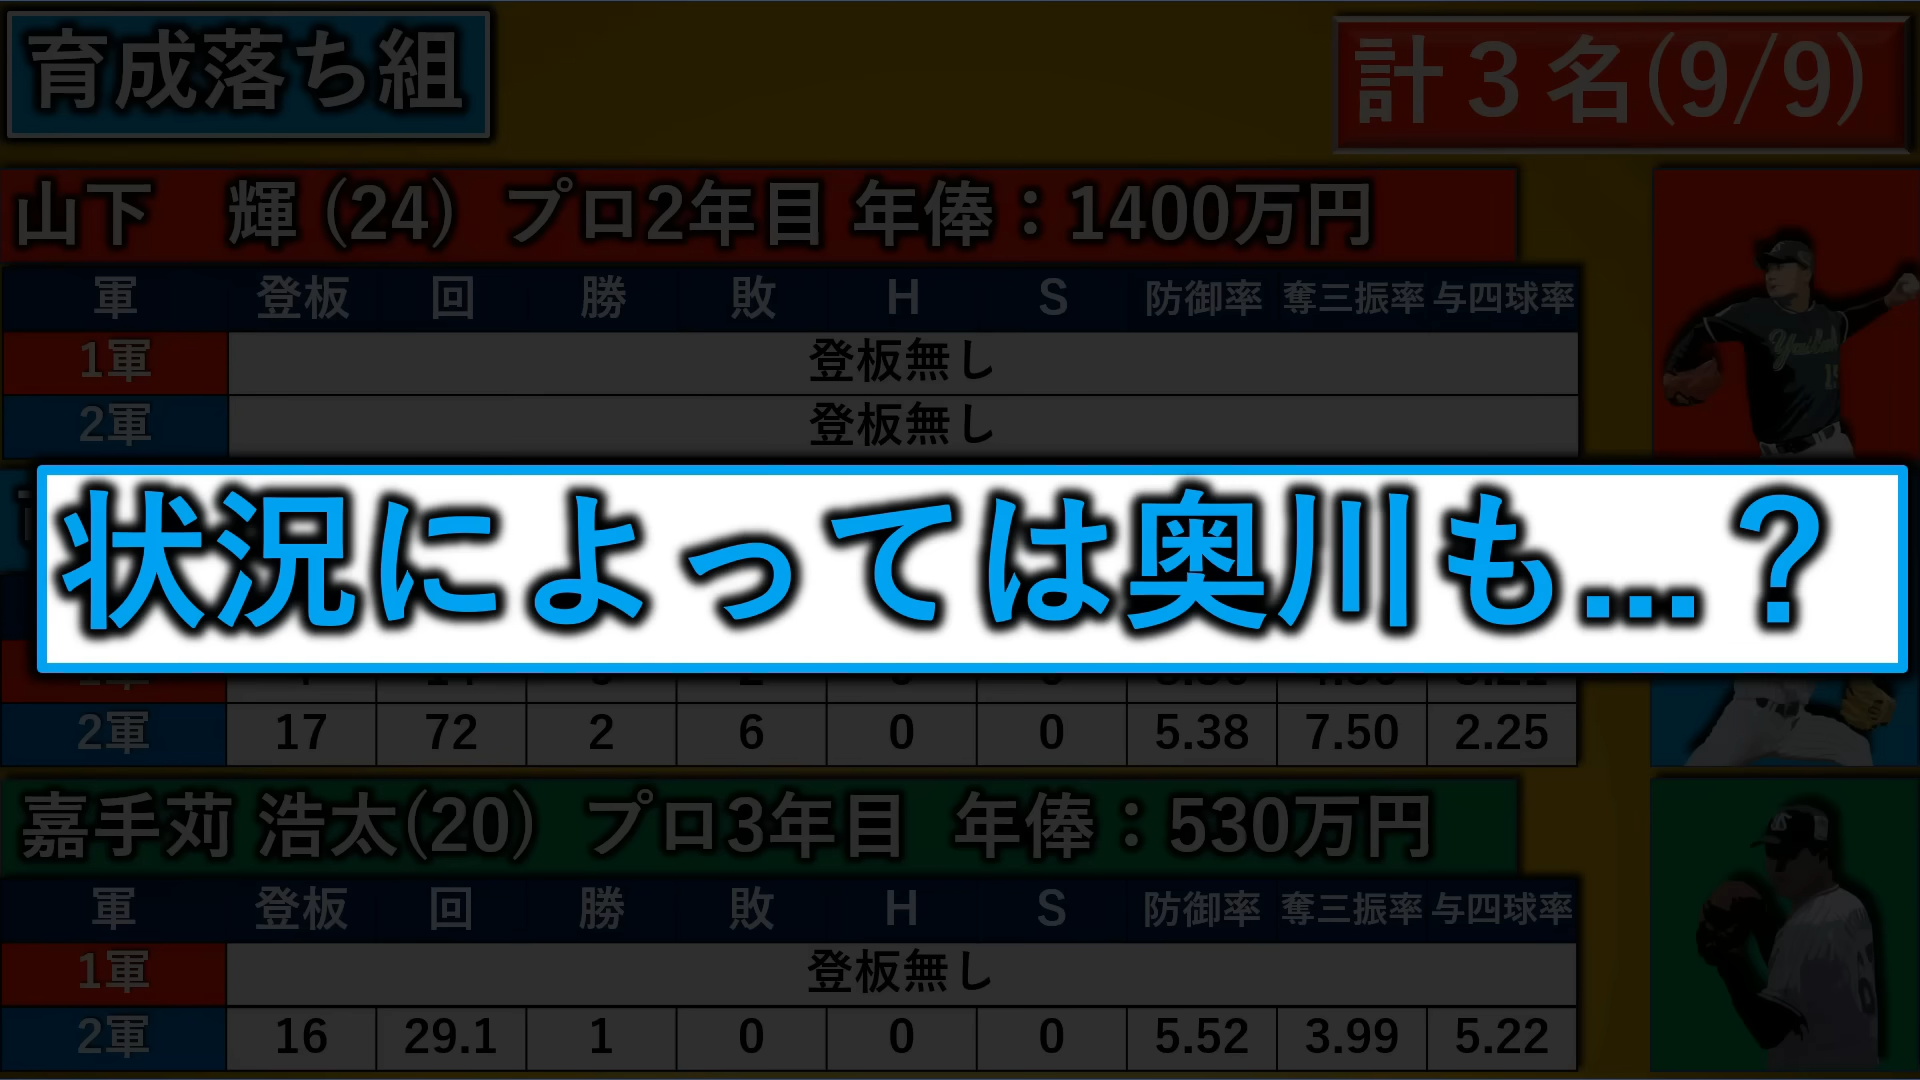 育成落ち組
計３名(9/9)
山下　輝(24) プロ2年目 年俸：1400万円
軍 登板 回 勝 敗 H S 防御率 奪三振率 与四球率
1軍 登板無し
2軍 登板無し
状況によっては奥川も...？
2軍 17 72 2 6 0 0 5.38 7.50 2.25
嘉手苅 浩太(20) プロ3年目 年俸：530万円
軍 登板 回 勝 敗 H S 防御率 奪三振率 与四球率
1軍 登板無し
2軍 16 29.1 1 0 0 0 5.52 3.99 5.22